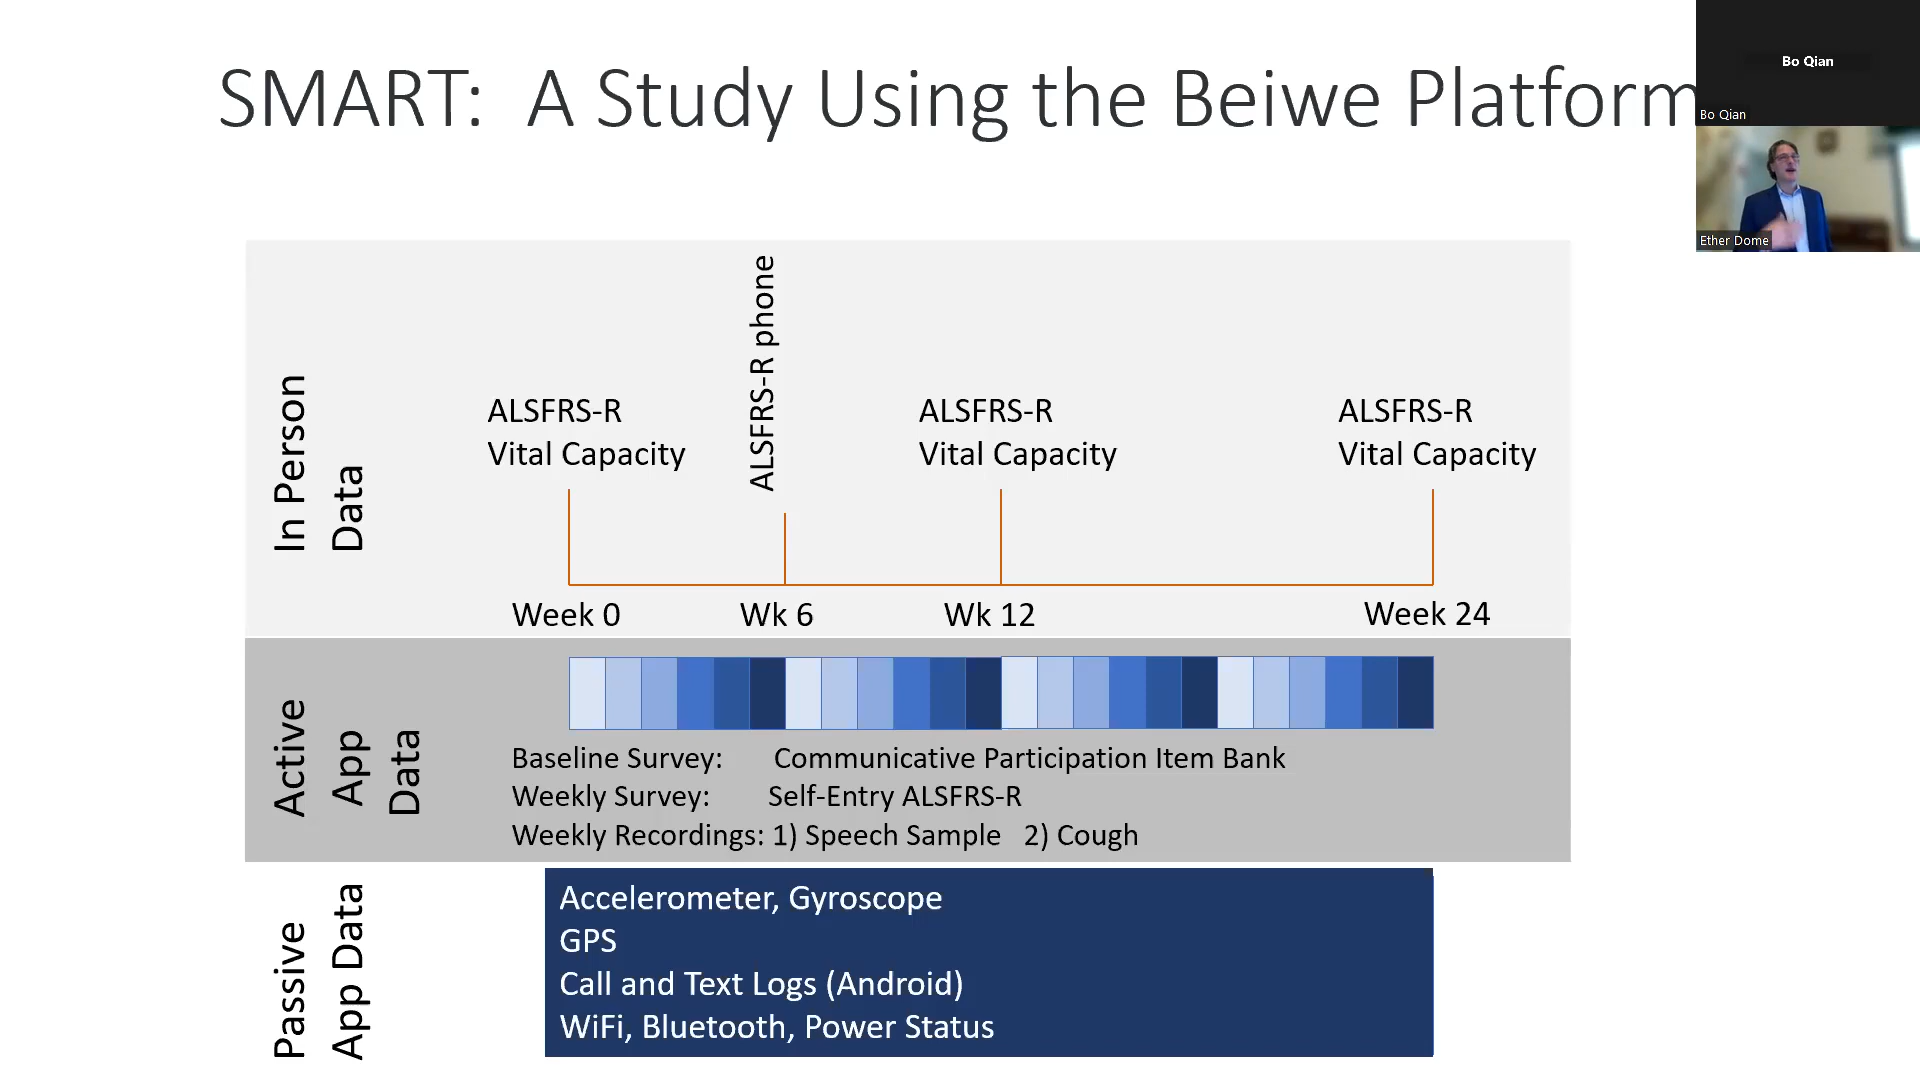 SMART:  A Study Using the Beiwe Platform
Bo Qian
Bo Qian
Ether Dome
In Person
Data
ALSFRS-R
Vital Capacity
ALSFRS-R phone
ALSFRS-R
Vital Capacity
ALSFRS-R
Vital Capacity
Week 0
Wk 6
Wk 12
Week 24
Active
App
Data
Baseline Survey: Communicative Participation Item Bank
Weekly Survey: Self-Entry ALSFRS-R
Weekly Recordings: 1) Speech Sample 2) Cough
Passive
App Data
Accelerometer, Gyroscope
GPS
Call and Text Logs (Android)
WiFi, Bluetooth, Power Status